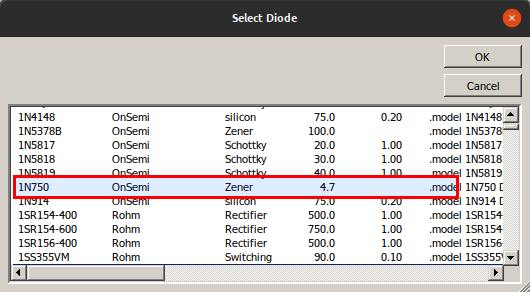 Select Diode
OK
Cancel
1N4148 OnSemi silicon 75.0 0.20 .model 1N4148
1N5378B OnSemi Zener 100.0 .model 1N5378
1N5817 OnSemi Schottky 20.0 1.00 .model 1N5817
1N5818 OnSemi Schottky 30.0 1.00 .model 1N5818
1N5819 OnSemi Schottky 40.0 1.00 .model 1N5819
1N750 OnSemi Zener 4.7 .model 1N750 D
1N914 OnSemi silicon 75.0 0.20 .model 1N914 D
1SR154-400 Rohm Rectifier 500.0 1.00 .model 1SR154-
1SR154-600 Rohm Rectifier 750.0 1.00 .model 1SR154-
1SR156-400 Rohm Rectifier 500.0 1.00 .model 1SR156-
1SS355VM Rohm Switching 90.0 0.10 .model 1SS355V